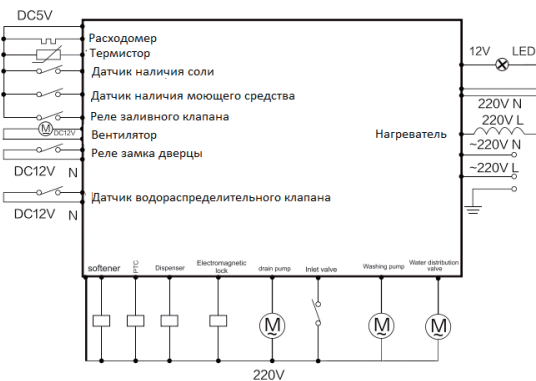 DC5V
Расходомер
Термистор
Датчик наличия соли
Датчик наличия моющего средства
Реле заливного клапана
M DC12V
Вентилятор
Реле замка дверцы
DC12V N
Датчик водораспределительного клапана
DC12V N
12V LED
220V N
220V L
Нагреватель
~220V N
~220V L
softener
PTC
Dispenser
Electromagnetic
lock
drain pump
Inlet valve
Washing pump
Water distribution
valve
M
~
M
~
M
~
220V